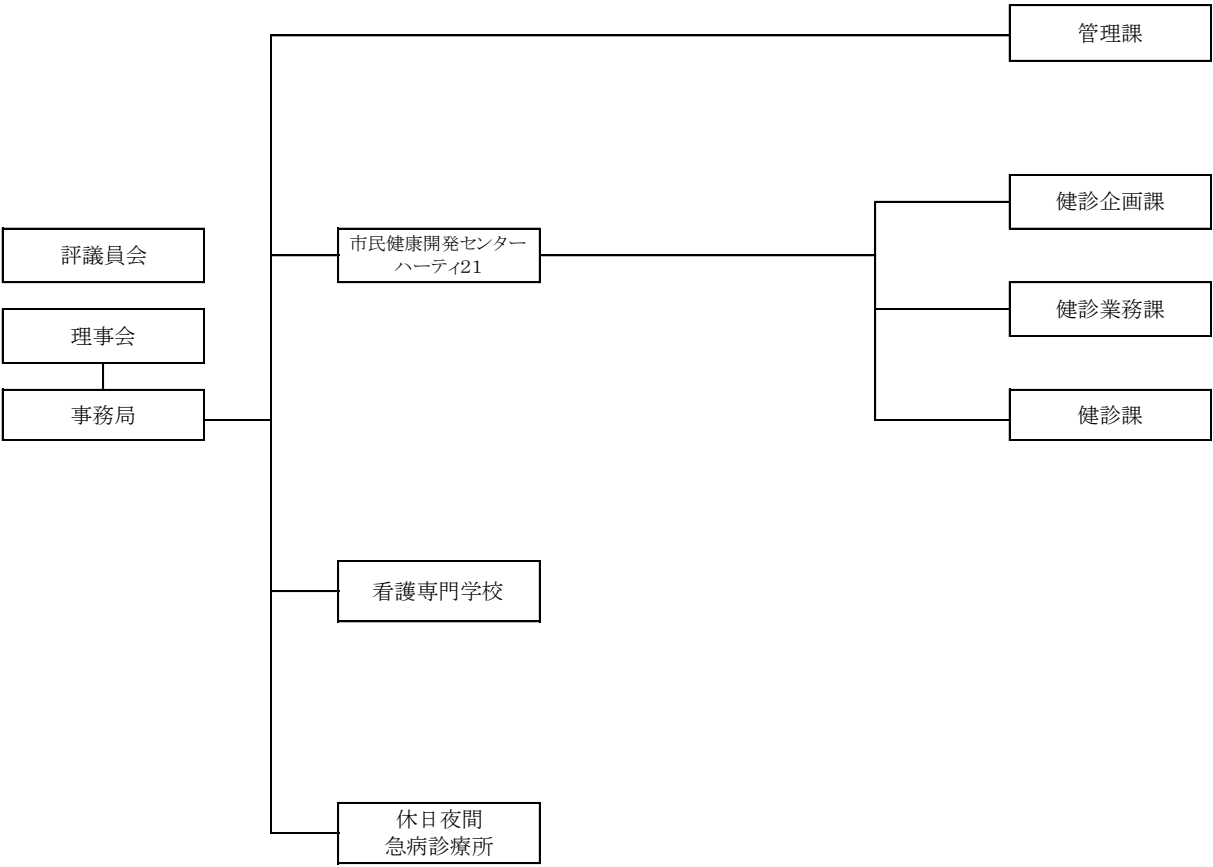 管理課
健診企画課
評議員会
市民健康開発センター
ハーティ21
理事会
健診業務課
事務局
健診課
看護専門学校
休日夜間
急病診療所